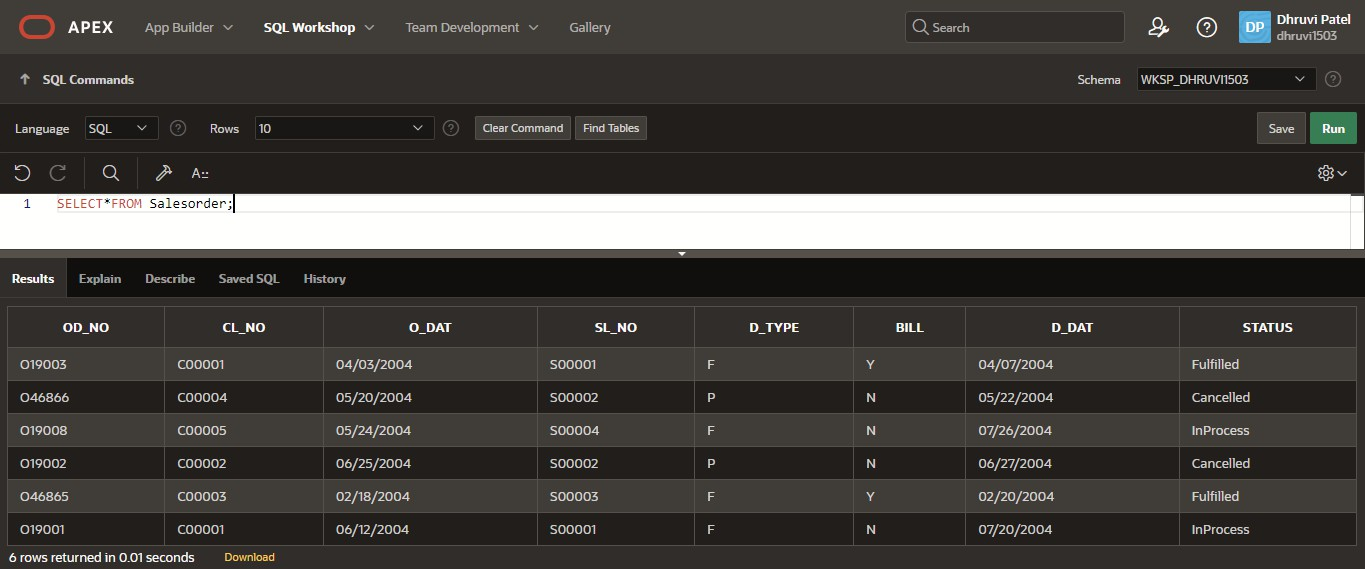 APEX App Builder SQL Workshop Team Development Gallery Search DP Dhruvi Patel
dhruvi1503
SQL Commands Schema WKSP_DHRUVI1503
Language SQL Rows 10 Clear Command Find Tables Save Run
A::
1 SELECT*FROM Salesorder;
Results Explain Describe Saved SQL History
OD_NO CL_NO O_DAT SL_NO D_TYPE BILL D_DAT STATUS
O19003 C00001 04/03/2004 S00001 F Y 04/07/2004 Fulfilled
O46866 C00004 05/20/2004 S00002 P N 05/22/2004 Cancelled
O19008 C00005 05/24/2004 S00004 F N 07/26/2004 InProcess
O19002 C00002 06/25/2004 S00002 P N 06/27/2004 Cancelled
O46865 C00003 02/18/2004 S00003 F Y 02/20/2004 Fulfilled
O19001 C00001 06/12/2004 S00001 F N 07/20/2004 InProcess
6 rows returned in 0.01 seconds Download